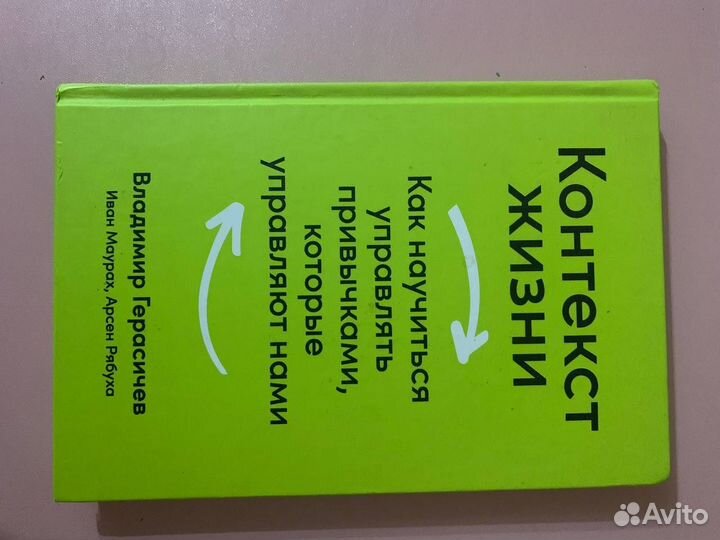 Контекст
жизни
Как научиться
управлять
привычками,
которые
управляют нами
Владимир Герасичев
Иван Маурах, Арсен Рябуха
Avito